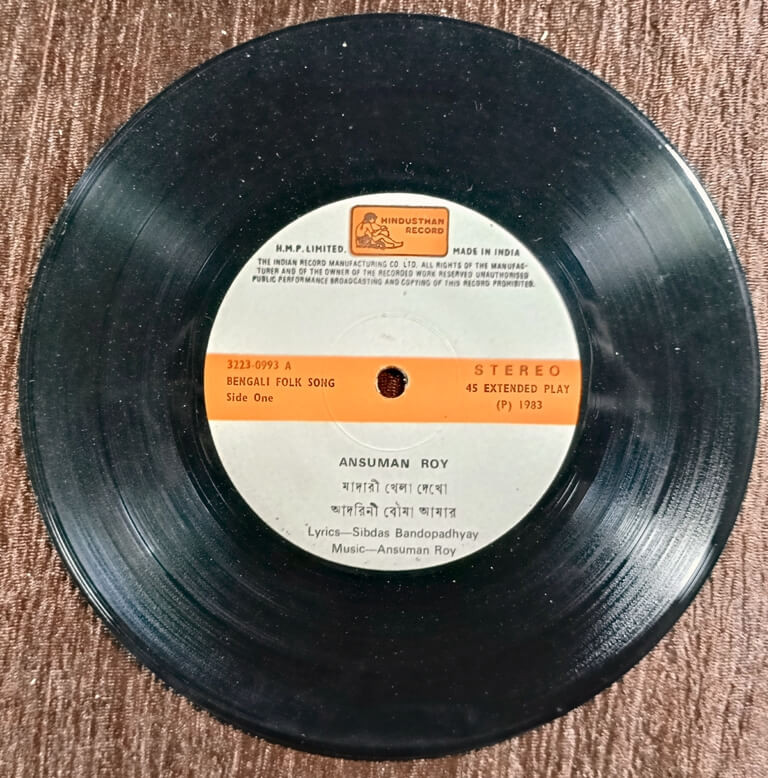 HINDUSTHAN
RECORD
H.M.P. LIMITED. MADE IN INDIA
THE INDIAN RECORD MANUFACTURING CO. LTD. ALL RIGHTS OF THE MANUFAC-
TURER AND OF THE OWNER OF THE RECORDED WORK RESERVED UNAUTHORISED
PUBLIC PERFORMANCE BROADCASTING AND COPYING OF THIS RECORD PROHIBITED.
3223-0993 A STEREO
BENGALI FOLK SONG 45 EXTENDED PLAY
Side One (P) 1983
ANSUMAN ROY
মাদারী খেলা দেখো
আদরিনী বৌমা আমার
Lyrics—Sibdas Bandopadhyay
Music—Ansuman Roy